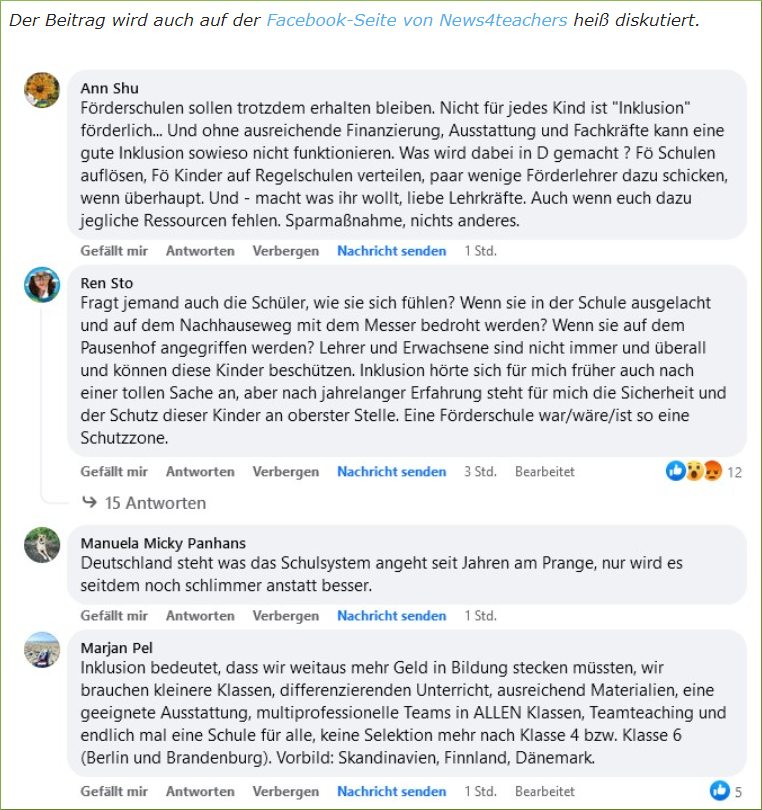 Der Beitrag wird auch auf der Facebook-Seite von News4teachers heiß diskutiert.
Ann Shu
Förderschulen sollen trotzdem erhalten bleiben. Nicht für jedes Kind ist "Inklusion"
förderlich... Und ohne ausreichende Finanzierung, Ausstattung und Fachkräfte kann eine
gute Inklusion sowieso nicht funktionieren. Was wird dabei in D gemacht ? Fö Schulen
auflösen, Fö Kinder auf Regelschulen verteilen, paar wenige Förderlehrer dazu schicken,
wenn überhaupt. Und - macht was ihr wollt, liebe Lehrkräfte. Auch wenn euch dazu
jegliche Ressourcen fehlen. Sparmaßnahme, nichts anderes.
Gefällt mir Antworten Verbergen Nachricht senden 1 Std.
Ren Sto
Fragt jemand auch die Schüler, wie sie sich fühlen? Wenn sie in der Schule ausgelacht
und auf dem Nachhauseweg mit dem Messer bedroht werden? Wenn sie auf dem
Pausenhof angegriffen werden? Lehrer und Erwachsene sind nicht immer und überall
und können diese Kinder beschützen. Inklusion hörte sich für mich früher auch nach
einer tollen Sache an, aber nach jahrelanger Erfahrung steht für mich die Sicherheit und
der Schutz dieser Kinder an oberster Stelle. Eine Förderschule war/wäre/ist so eine
Schutzzone.
Gefällt mir Antworten Verbergen Nachricht senden 3 Std. Bearbeitet 12
15 Antworten
Manuela Micky Panhans
Deutschland steht was das Schulsystem angeht seit Jahren am Prange, nur wird es
seitdem noch schlimmer anstatt besser.
Gefällt mir Antworten Verbergen Nachricht senden 1 Std.
Marjan Pel
Inklusion bedeutet, dass wir weitaus mehr Geld in Bildung stecken müssten, wir
brauchen kleinere Klassen, differenzierenden Unterricht, ausreichend Materialien, eine
geeignete Ausstattung, multiprofessionelle Teams in ALLEN Klassen, Teamteaching und
endlich mal eine Schule für alle, keine Selektion mehr nach Klasse 4 bzw. Klasse 6
(Berlin und Brandenburg). Vorbild: Skandinavien, Finnland, Dänemark.
Gefällt mir Antworten Verbergen Nachricht senden 1 Std. Bearbeitet 5